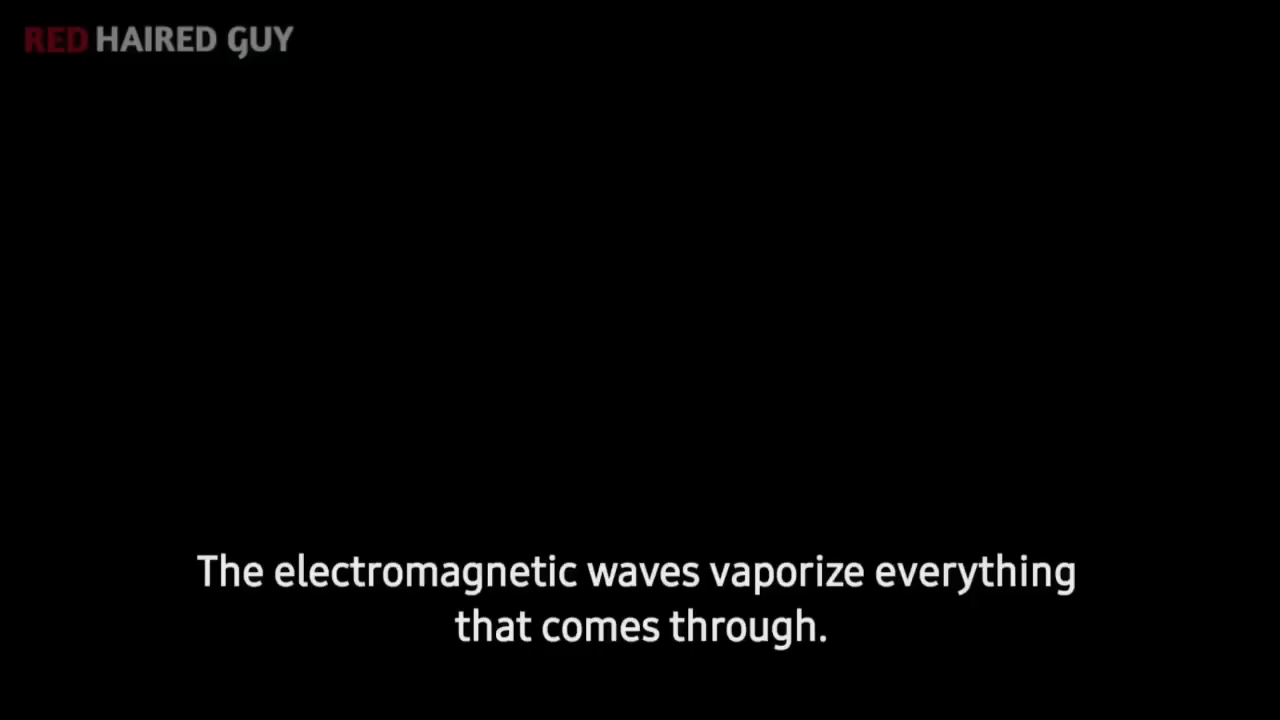 RED HAIRED GUY
The electromagnetic waves vaporize everything
that comes through.